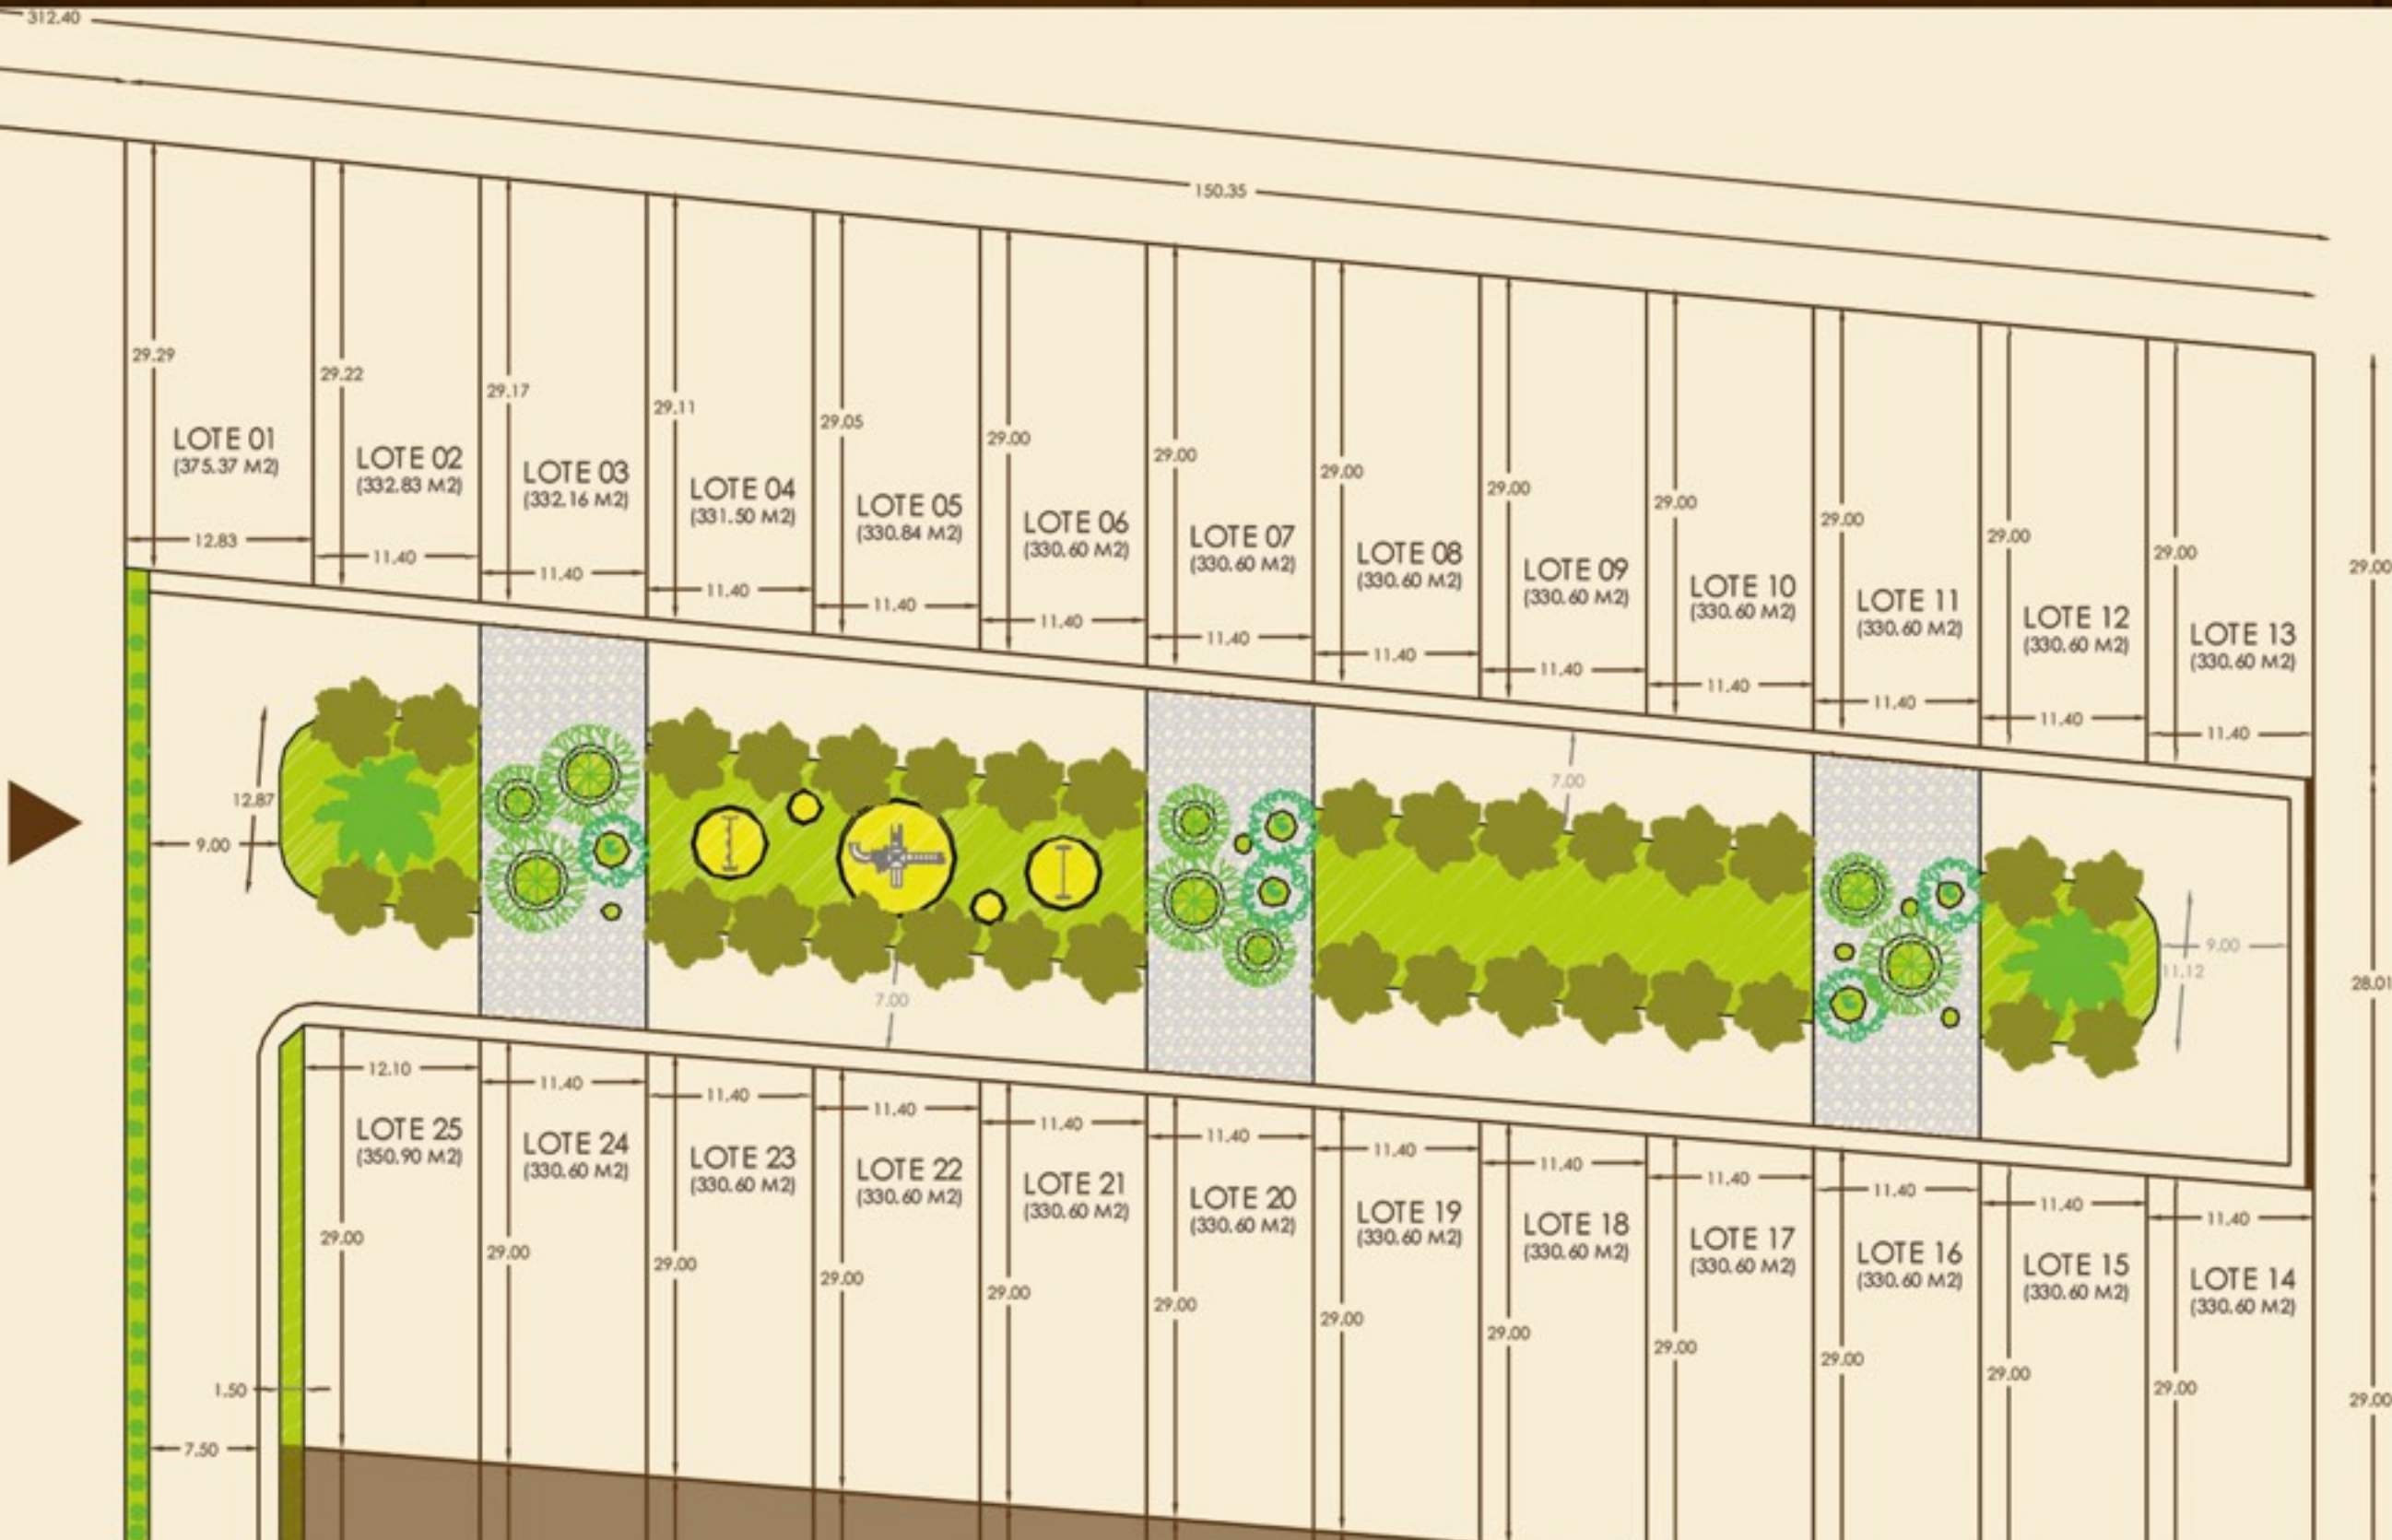 312.40
150.35
29.29
29.22
29.17
29.11
29.05
29.00
29.00
29.00
29.00
29.00
29.00
29.00
29.00
29.00
LOTE 01
(375.37 M2)
LOTE 02
(332.83 M2)
LOTE 03
(332.16 M2)
LOTE 04
(331.50 M2)
LOTE 05
(330.84 M2)
LOTE 06
(330.60 M2)
LOTE 07
(330.60 M2)
LOTE 08
(330.60 M2)
LOTE 09
(330.60 M2)
LOTE 10
(330.60 M2)
LOTE 11
(330.60 M2)
LOTE 12
(330.60 M2)
LOTE 13
(330.60 M2)
12.83
11.40
11.40
11.40
11.40
11.40
11.40
11.40
11.40
11.40
11.40
11.40
11.40
12.87
9.00
7.00
7.00
9.00
11.12
28.01
12.10
11.40
11.40
11.40
11.40
11.40
11.40
11.40
11.40
11.40
11.40
11.40
LOTE 25
(350.90 M2)
LOTE 24
(330.60 M2)
LOTE 23
(330.60 M2)
LOTE 22
(330.60 M2)
LOTE 21
(330.60 M2)
LOTE 20
(330.60 M2)
LOTE 19
(330.60 M2)
LOTE 18
(330.60 M2)
LOTE 17
(330.60 M2)
LOTE 16
(330.60 M2)
LOTE 15
(330.60 M2)
LOTE 14
(330.60 M2)
29.00
29.00
29.00
29.00
29.00
29.00
29.00
29.00
29.00
29.00
29.00
29.00
29.00
1.50
7.50